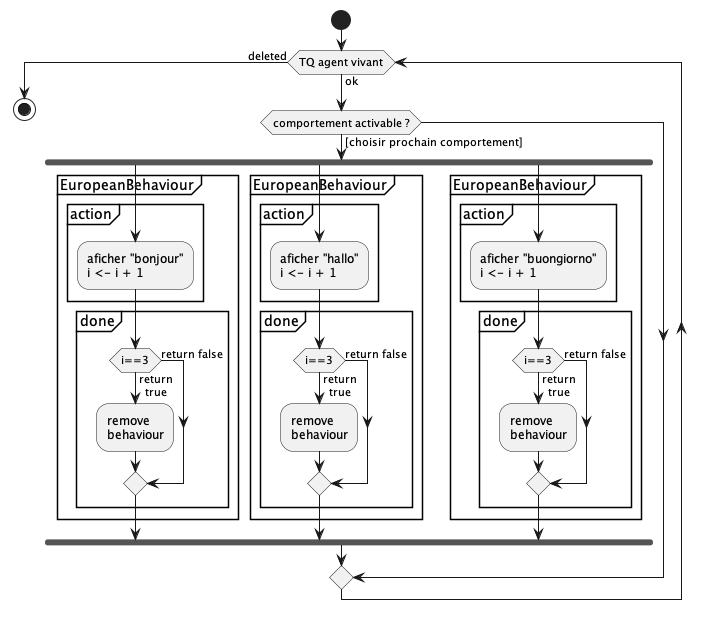 deleted
TQ agent vivant
ok
comportement activable ?
[choisir prochain comportement]
EuropeanBehaviour
action
aficher "bonjour"
i <- i + 1
done
i==3
return false
return
true
remove
behaviour
EuropeanBehaviour
action
aficher "hallo"
i <- i + 1
done
i==3
return false
return
true
remove
behaviour
EuropeanBehaviour
action
aficher "buongiorno"
i <- i + 1
done
i==3
return false
return
true
remove
behaviour